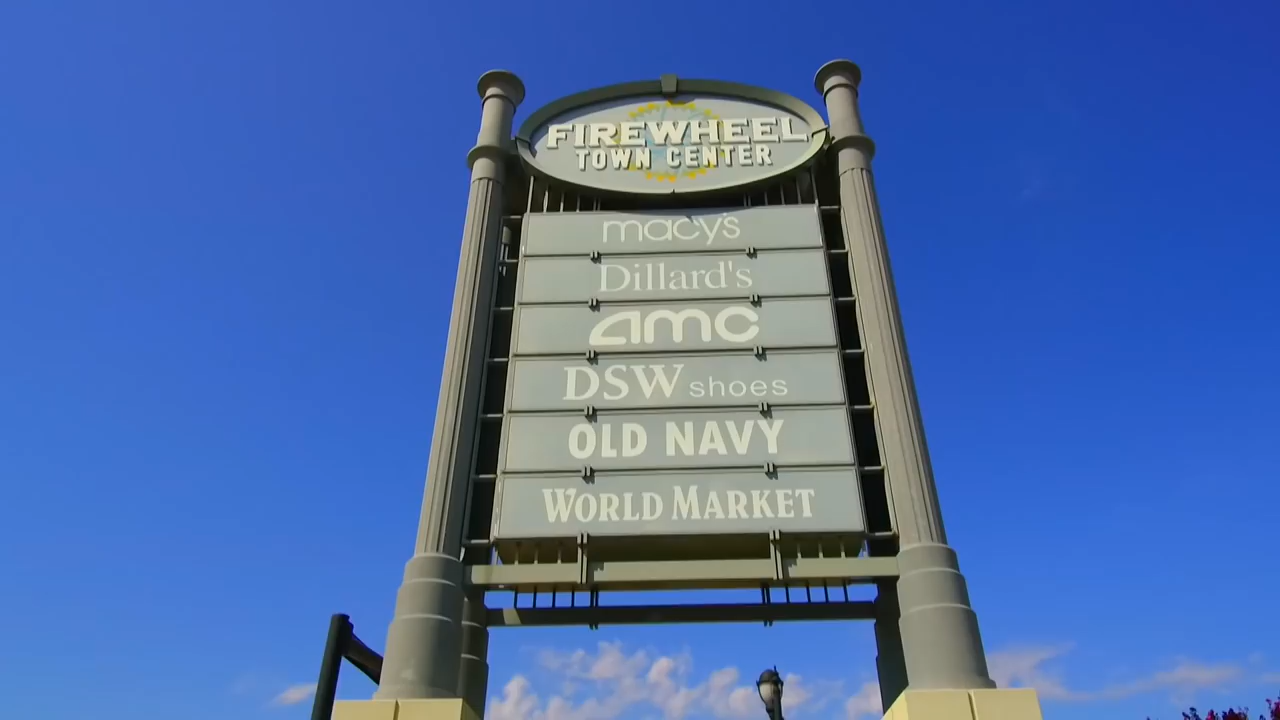 FIREWHEEL
TOWN CENTER
macy's
Dillard's
amc
DSW shoes
OLD NAVY
WORLD MARKET